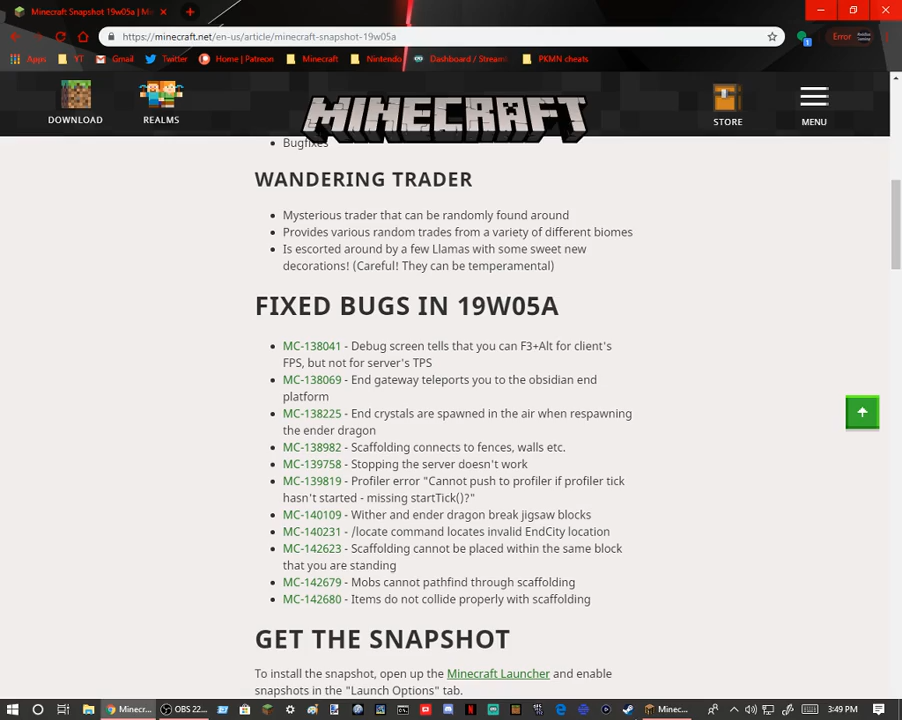 Minecraft Snapshot 19w05a | Mi
https://minecraft.net/en-us/article/minecraft-snapshot-19w05a
Error
1
Apps
YT
Gmail
Twitter
Home | Patreon
Minecraft
Nintendo
Dashboard / Streaml
PKMN cheats
DOWNLOAD
REALMS
MINECRAFT
STORE
MENU
• Bugfixes
WANDERING TRADER
• Mysterious trader that can be randomly found around
• Provides various random trades from a variety of different biomes
• Is escorted around by a few Llamas with some sweet new
decorations! (Careful! They can be temperamental)
FIXED BUGS IN 19W05A
• MC-138041 - Debug screen tells that you can F3+Alt for client's
FPS, but not for server's TPS
• MC-138069 - End gateway teleports you to the obsidian end
platform
• MC-138225 - End crystals are spawned in the air when respawning
the ender dragon
• MC-138982 - Scaffolding connects to fences, walls etc.
• MC-139758 - Stopping the server doesn't work
• MC-139819 - Profiler error "Cannot push to profiler if profiler tick
hasn't started - missing startTick()?"
• MC-140109 - Wither and ender dragon break jigsaw blocks
• MC-140231 - /locate command locates invalid EndCity location
• MC-142623 - Scaffolding cannot be placed within the same block
that you are standing
• MC-142679 - Mobs cannot pathfind through scaffolding
• MC-142680 - Items do not collide properly with scaffolding
GET THE SNAPSHOT
To install the snapshot, open up the Minecraft Launcher and enable
snapshots in the "Launch Options" tab.
Minecr...
OBS 22...
Minec...
3:49 PM